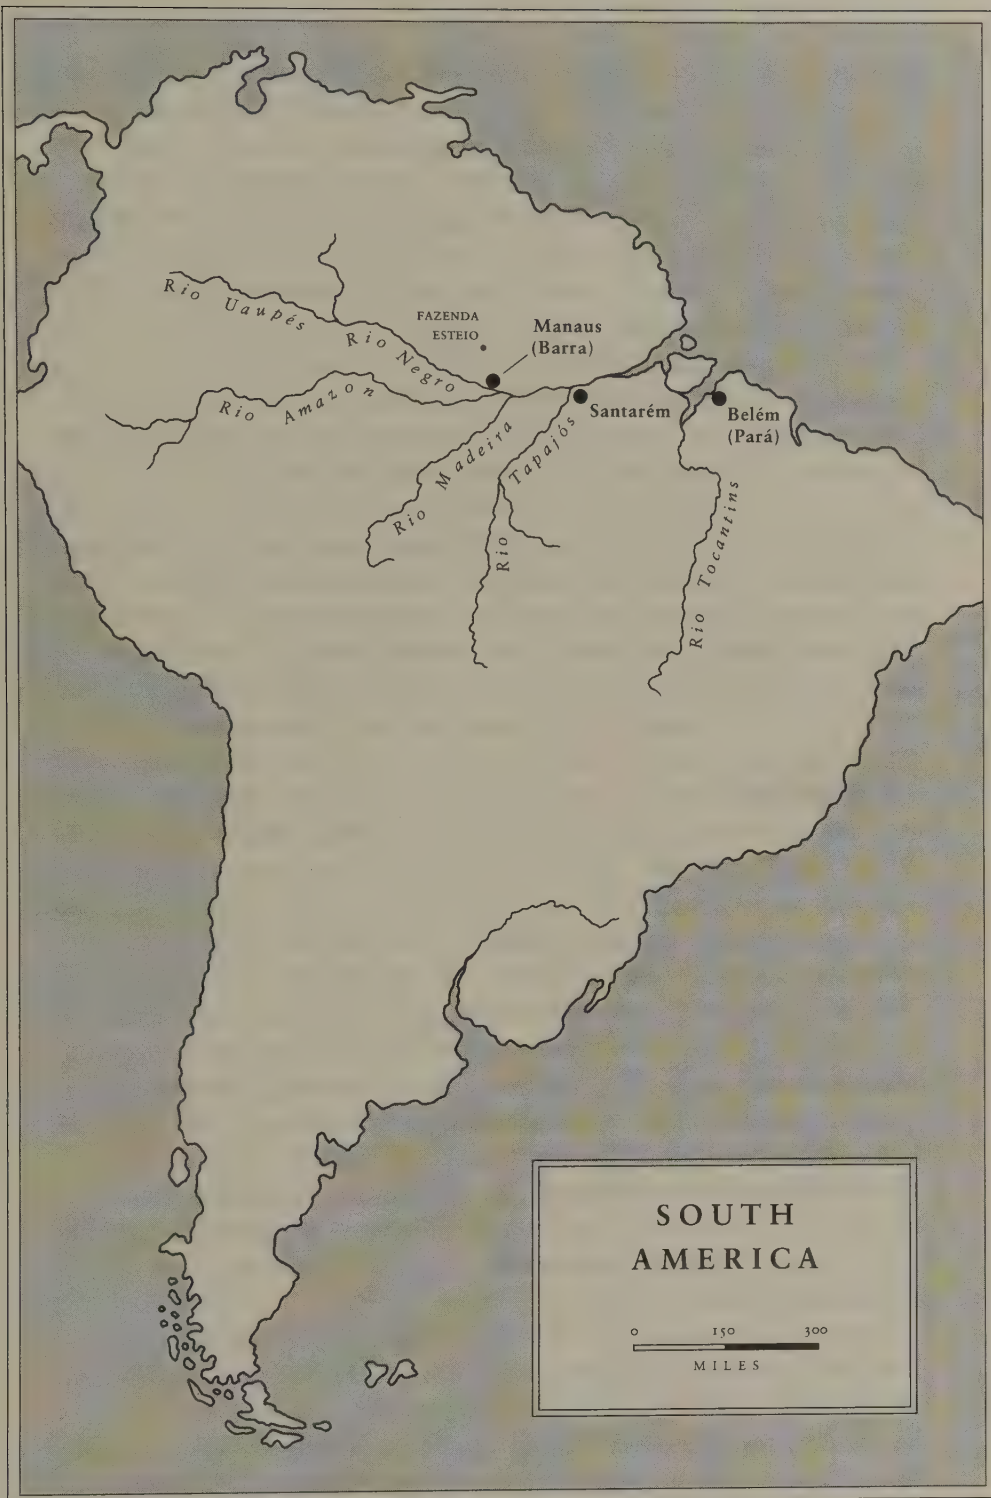 Rio Uaupés
FAZENDA
ESTEIO
Rio Negro
Manaus
(Barra)
Rio Amazon
Santarém
Belém
(Pará)
Rio Madeira
Rio Tapajós
Rio Tocantins
SOUTH
AMERICA
0 150 300
MILES